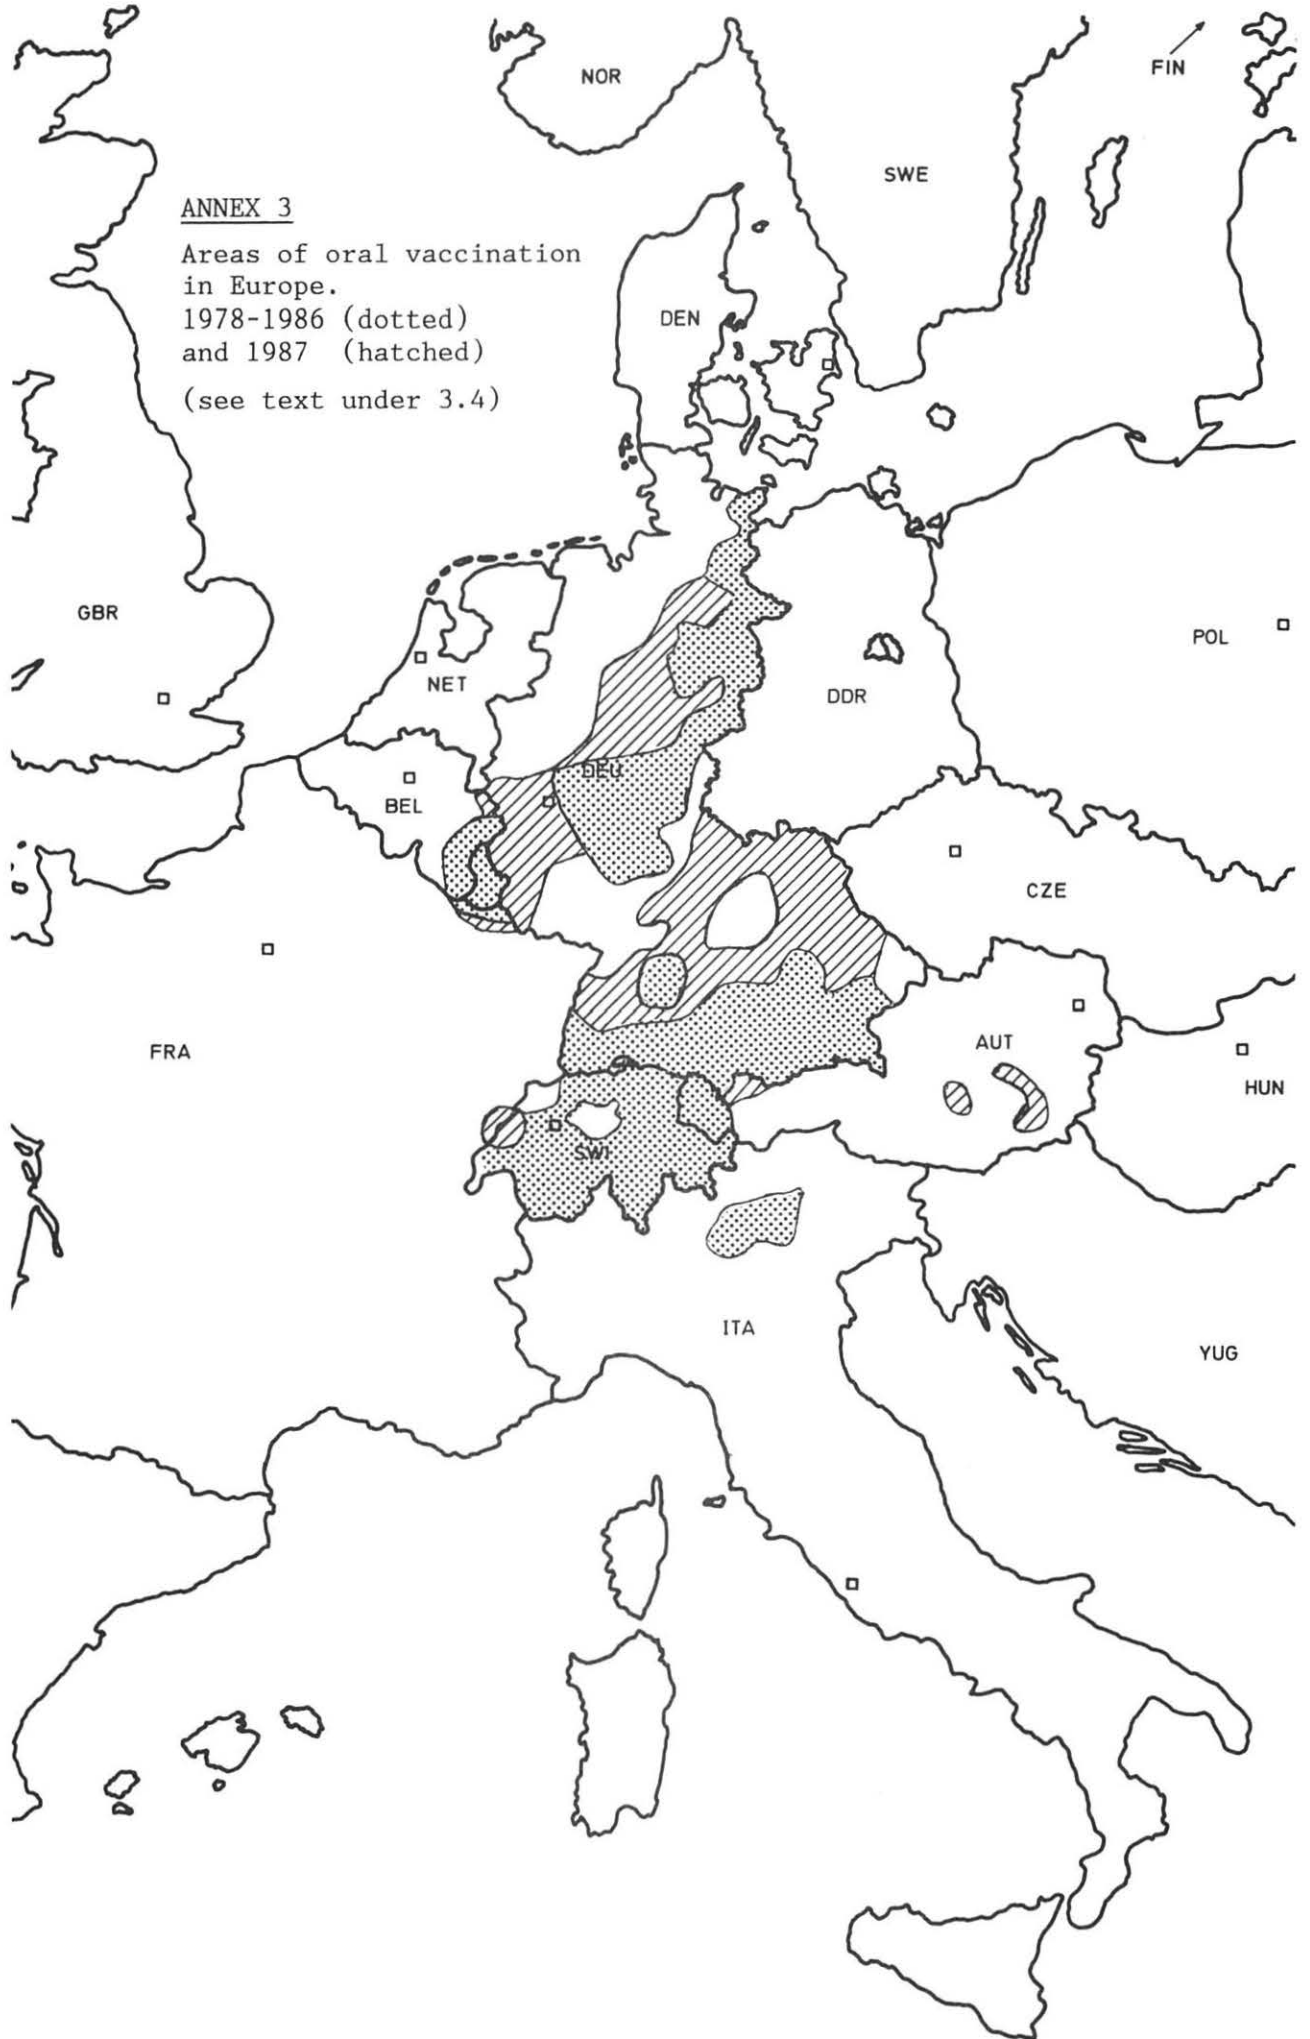 NOR
FIN
SWE
ANNEX 3
Areas of oral vaccination
in Europe.
1978-1986 (dotted)
and 1987 (hatched)
(see text under 3.4)
DEN
GBR
POL
NET
DDR
DEU
BEL
CZE
FRA
AUT
HUN
SWI
ITA
YUG